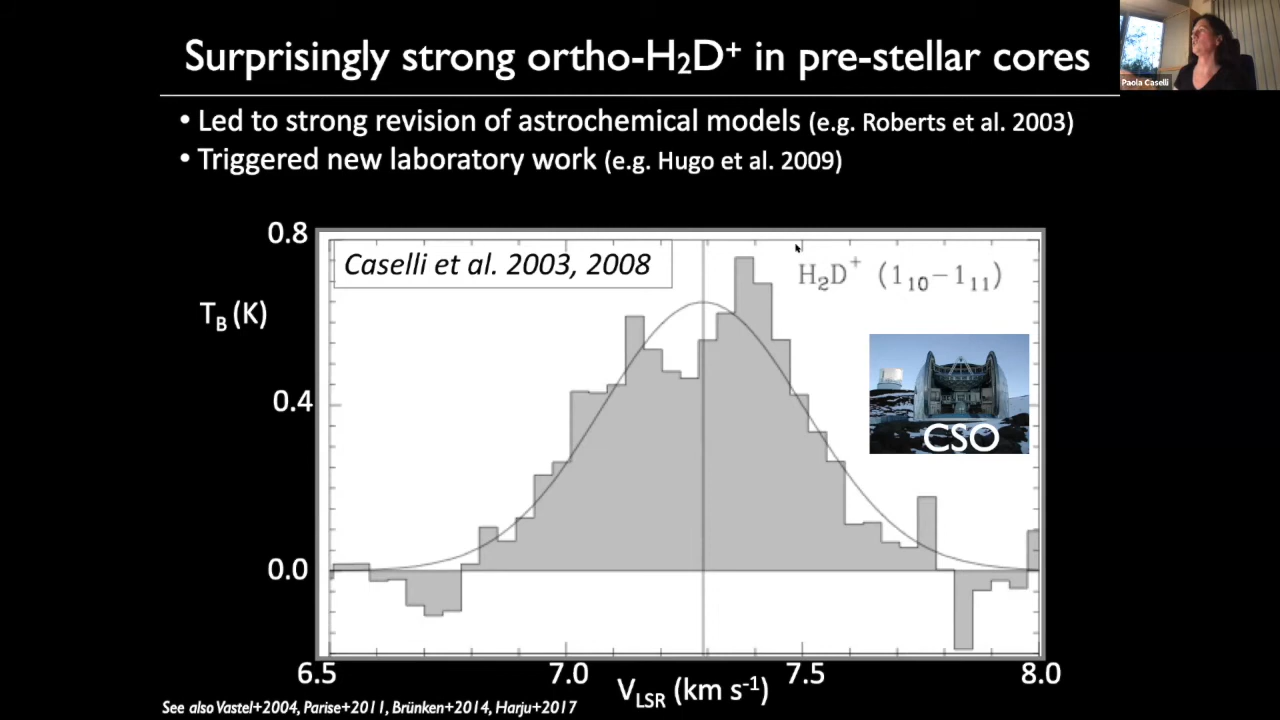 Surprisingly strong ortho-H₂D⁺ in pre-stellar cores
Paola Caselli
• Led to strong revision of astrochemical models (e.g. Roberts et al. 2003)
• Triggered new laboratory work (e.g. Hugo et al. 2009)
0.8
Caselli et al. 2003, 2008
H₂D⁺ (1₁₀−1₁₁)
T_B (K)
0.4
CSO
0.0
6.5 7.0 7.5 8.0
V_LSR (km s⁻¹)
See also Vastel+2004, Parise+2011, Brünken+2014, Harju+2017